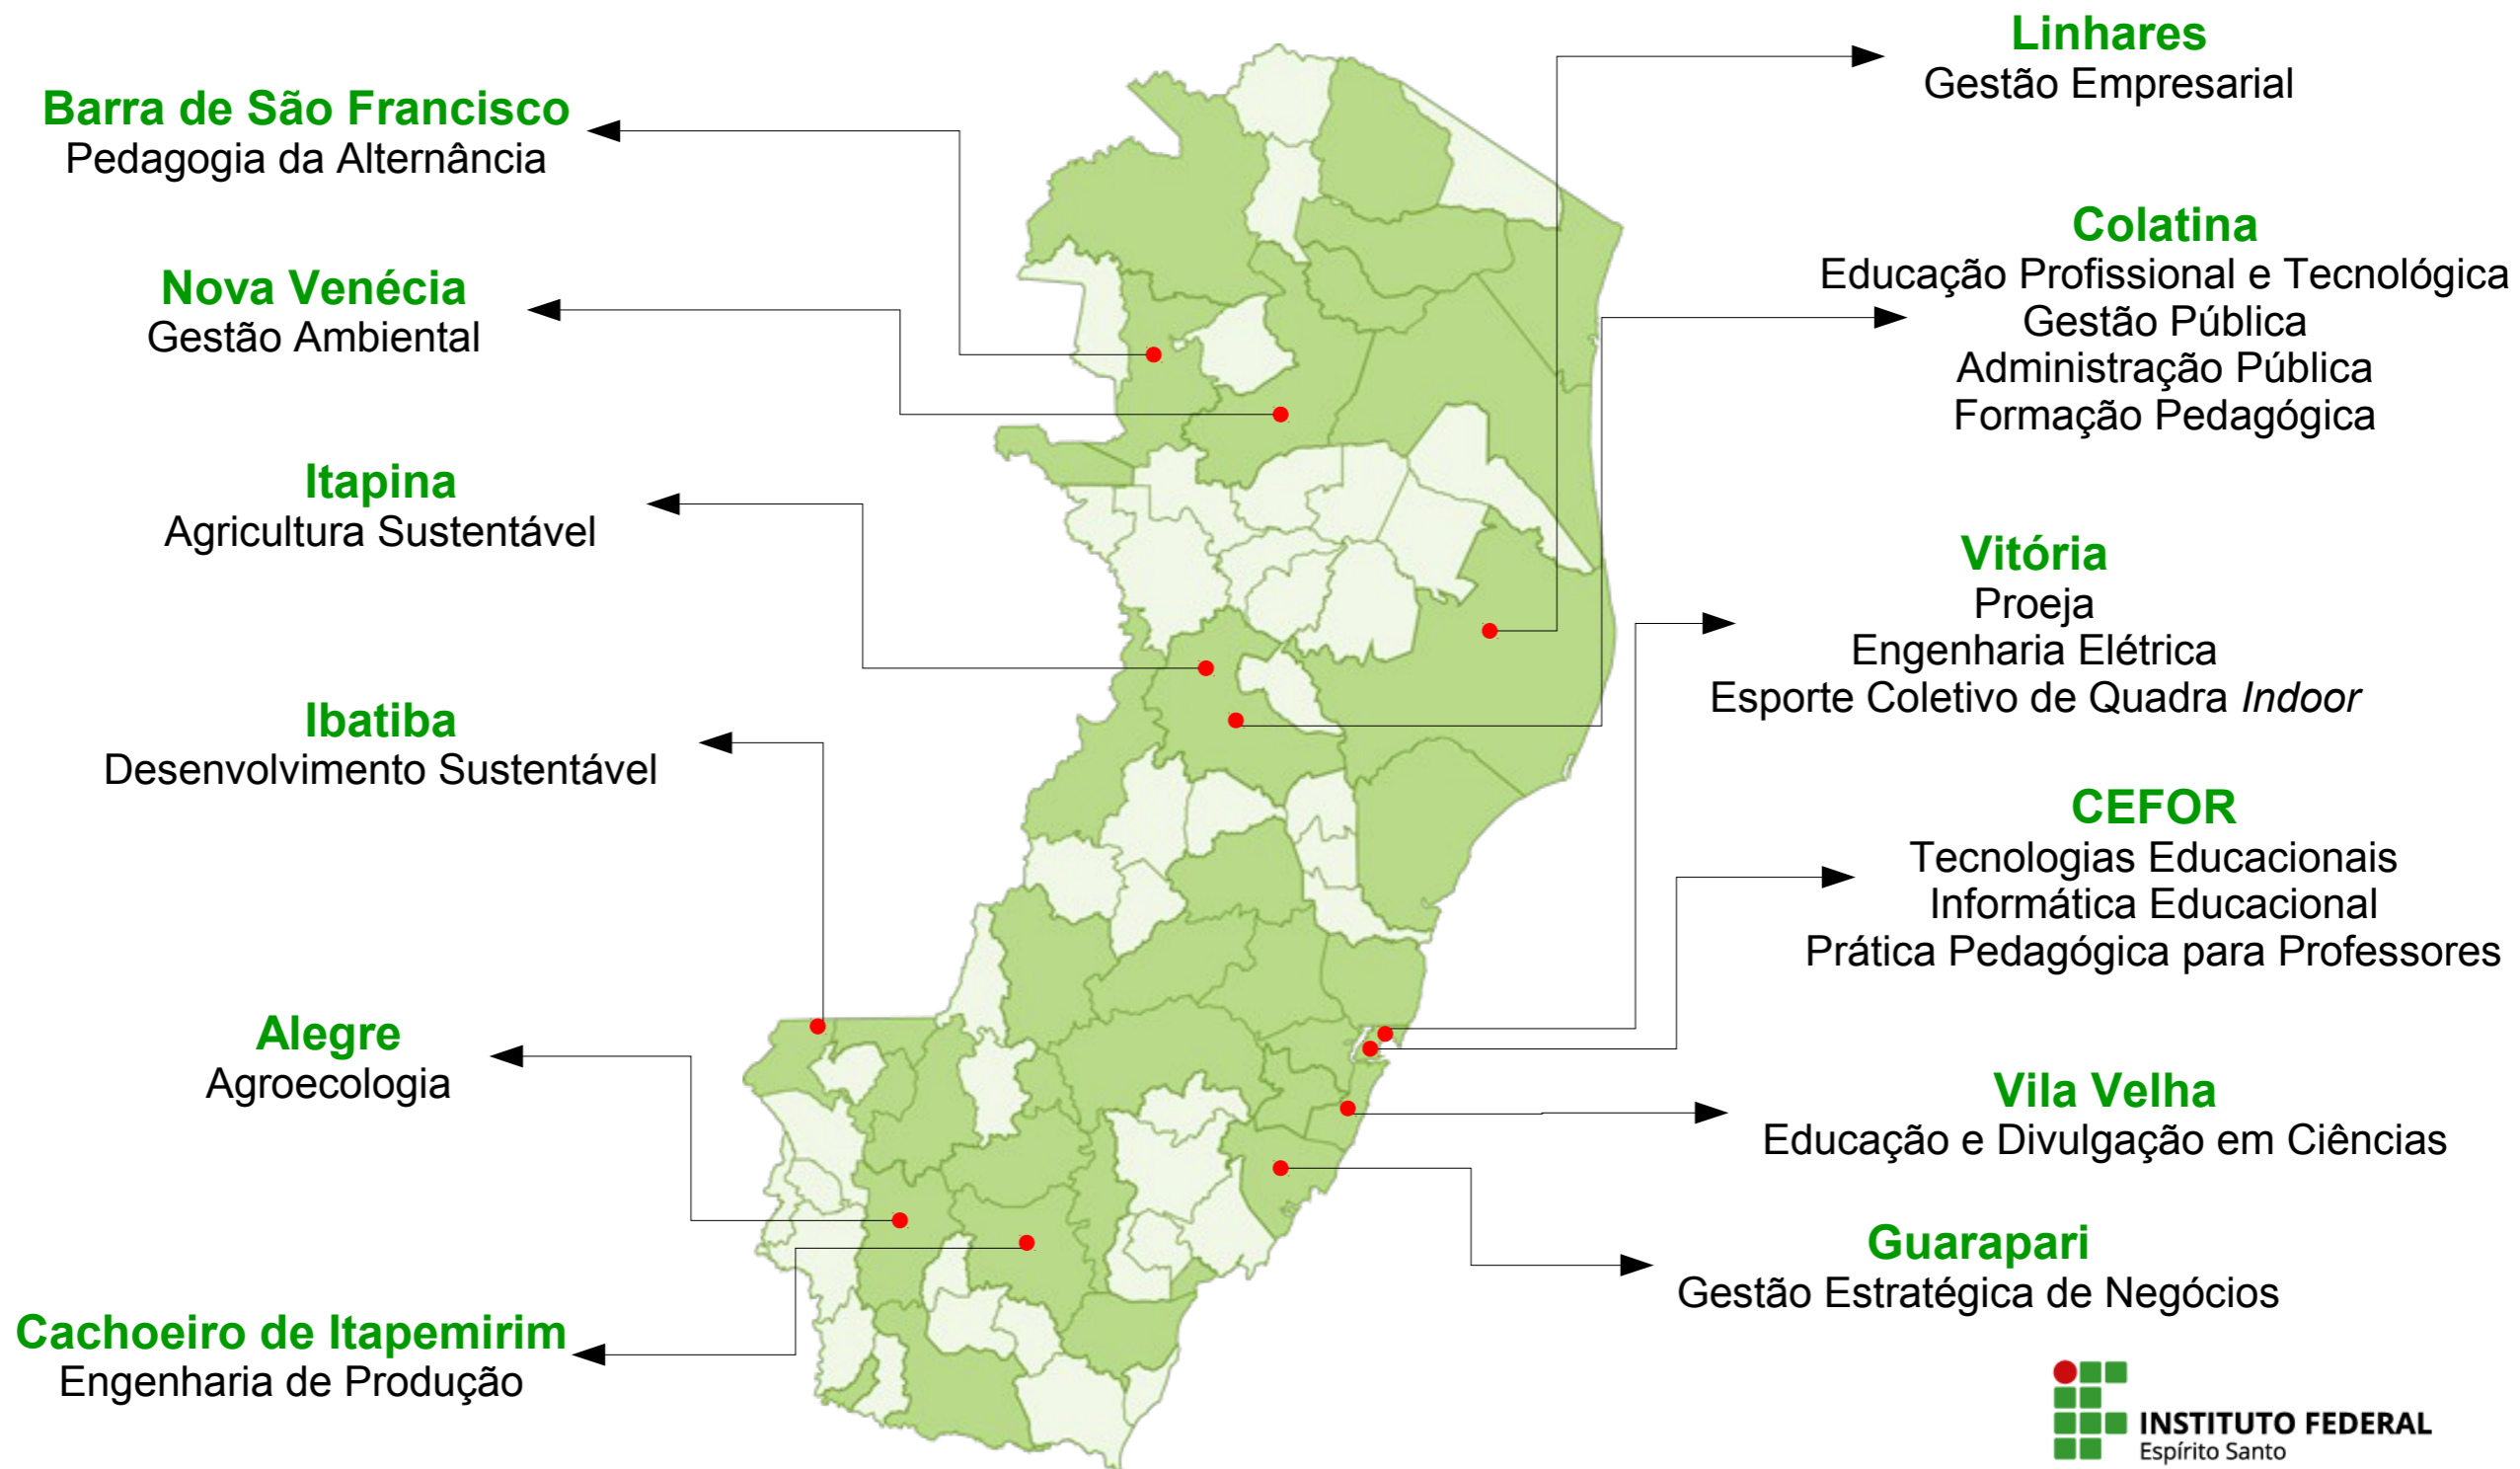 Barra de São Francisco
Pedagogia da Alternância
Nova Venécia
Gestão Ambiental
Itapina
Agricultura Sustentável
Ibatiba
Desenvolvimento Sustentável
Alegre
Agroecologia
Cachoeiro de Itapemirim
Engenharia de Produção
Linhares
Gestão Empresarial
Colatina
Educação Profissional e Tecnológica
Gestão Pública
Administração Pública
Formação Pedagógica
Vitória
Proeja
Engenharia Elétrica
Esporte Coletivo de Quadra Indoor
CEFOR
Tecnologias Educacionais
Informática Educacional
Prática Pedagógica para Professores
Vila Velha
Educação e Divulgação em Ciências
Guarapari
Gestão Estratégica de Negócios
INSTITUTO FEDERAL
Espírito Santo